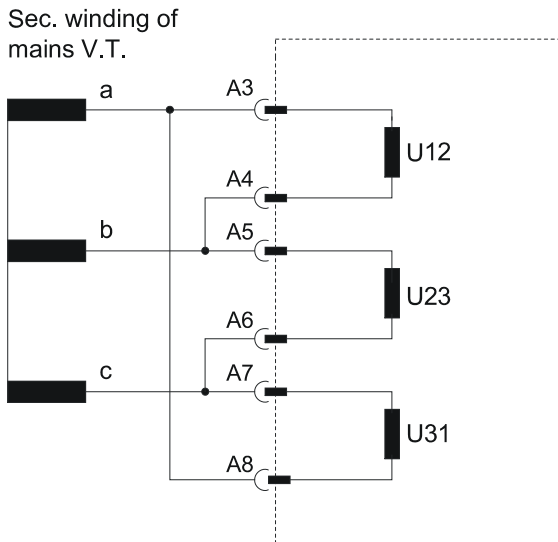 Sec. winding of
mains V.T.
a
A3
U12
A4
b
A5
U23
A6
c
A7
U31
A8